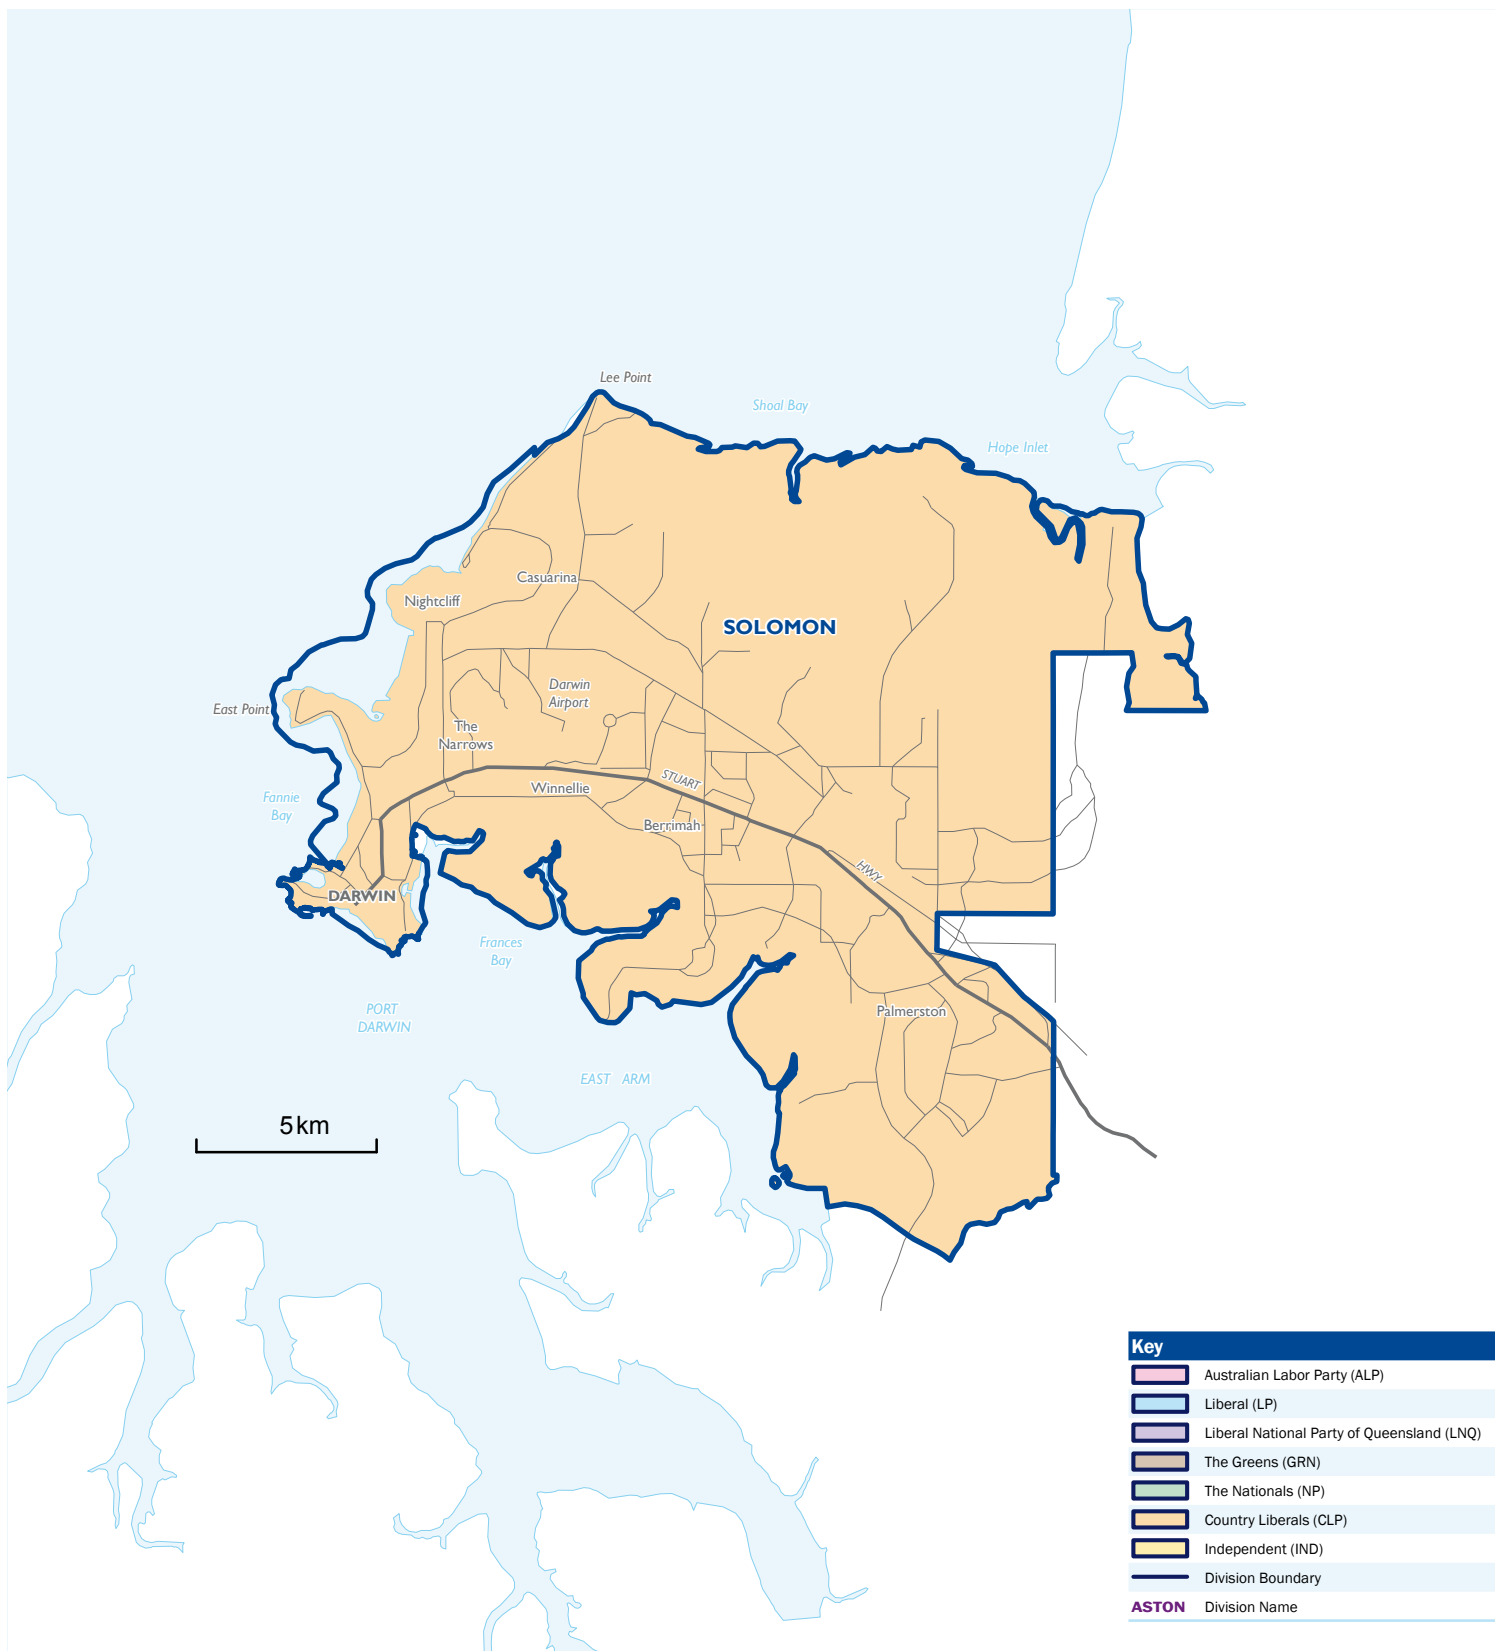 Lee Point
Shoal Bay
Hope Inlet
Casuarina
Nightcliff
SOLOMON
Darwin
Airport
East Point
The
Narrows
STUART
Winnellie
Fannie
Bay
Berrimah
HWY
DARWIN
Frances
Bay
PORT
DARWIN
Palmerston
EAST ARM
5km
Key
Australian Labor Party (ALP)
Liberal (LP)
Liberal National Party of Queensland (LNQ)
The Greens (GRN)
The Nationals (NP)
Country Liberals (CLP)
Independent (IND)
Division Boundary
ASTON Division Name